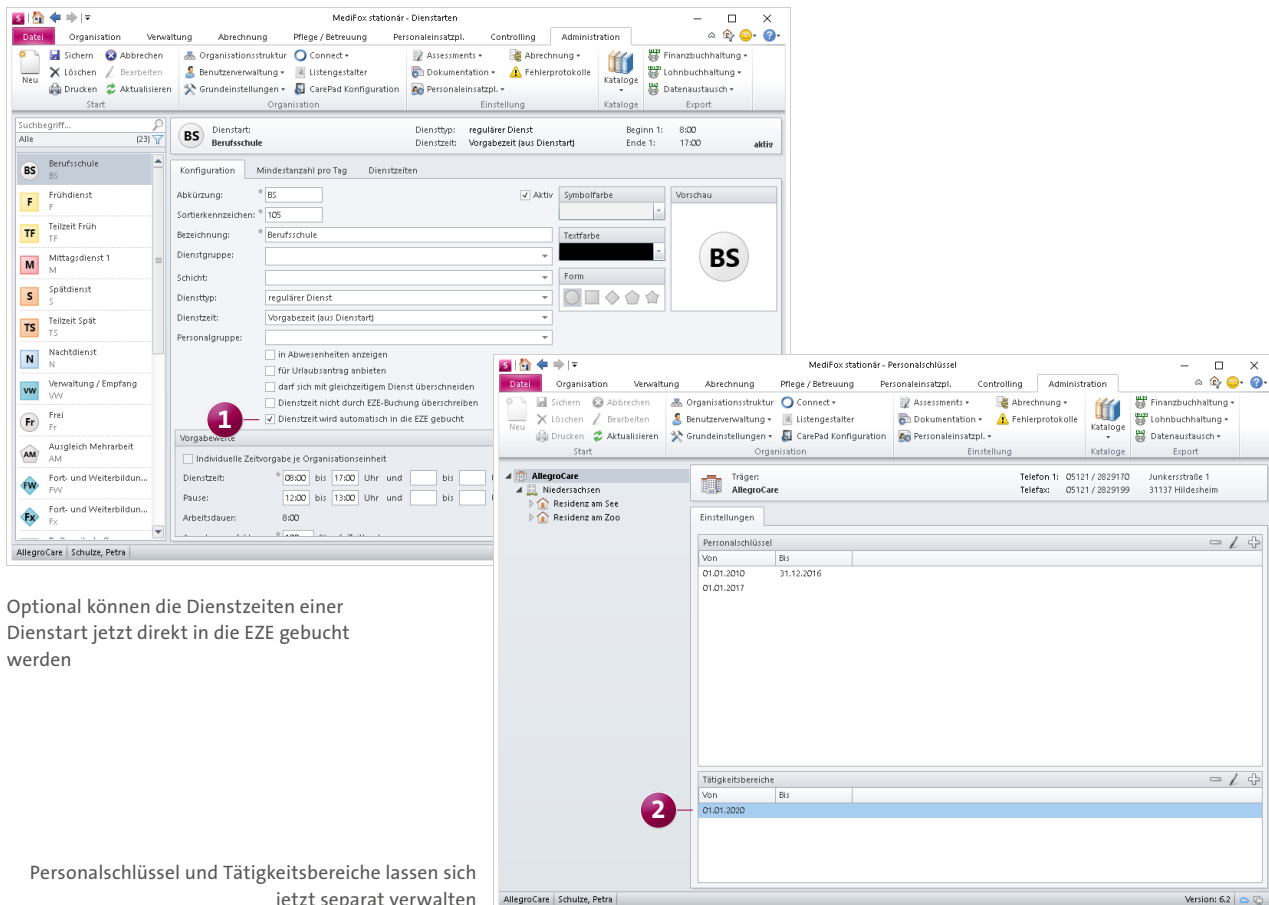 MediFox stationär - Dienstarten
Datei Organisation Verwaltung Abrechnung Pflege / Betreuung Personaleinsatzpl. Controlling Administration
Neu
Sichern Abbrechen
Löschen Bearbeiten
Drucken Aktualisieren
Start
Organisationsstruktur Connect
Benutzerverwaltung Listengestalter
Grundeinstellungen CarePad Konfiguration
Organisation
Assessments Abrechnung
Dokumentation Fehlerprotokolle
Personaleinsatzpl.
Einstellung
Kataloge
Kataloge
Finanzbuchhaltung
Lohnbuchhaltung
Datenaustausch
Export
Suchbegriff...
Alle (23)
BS Berufsschule
BS
F Frühdienst
F
TF Teilzeit Früh
TF
M Mittagsdienst 1
M
S Spätdienst
S
TS Teilzeit Spät
TS
N Nachtdienst
N
VW Verwaltung / Empfang
VW
Fr Frei
Fr
AM Ausgleich Mehrarbeit
AM
FW Fort- und Weiterbildun...
FW
Fx Fort- und Weiterbildun...
Fx
AllegroCare Schulze, Petra
BS
Dienstart: Diensttyp: regulärer Dienst Beginn 1: 8:00
Berufsschule Dienstzeit: Vorgabezeit (aus Dienstart) Ende 1: 17:00 aktiv
Konfiguration Mindestanzahl pro Tag Dienstzeiten
Abkürzung: * BS Aktiv
Sortierkennzeichen: * 105
Bezeichnung: * Berufsschule
Dienstgruppe:
Schicht:
Diensttyp: regulärer Dienst
Dienstzeit: Vorgabezeit (aus Dienstart)
Personalgruppe:
in Abwesenheiten anzeigen
für Urlaubsantrag anbieten
darf sich mit gleichzeitigem Dienst überschneiden
Dienstzeit nicht durch EZE-Buchung überschreiben
1 Dienstzeit wird automatisch in die EZE gebucht
Symbolfarbe
Textfarbe
Form
Vorschau
BS
Vorgabewerte
Individuelle Zeitvorgabe je Organisationseinheit
Dienstzeit: * 08:00 bis 17:00 Uhr und bis
Pause: 12:00 bis 13:00 Uhr und bis
Arbeitsdauer: 8:00
Optional können die Dienstzeiten einer
Dienstart jetzt direkt in die EZE gebucht
werden
MediFox stationär - Personalschlüssel
Datei Organisation Verwaltung Abrechnung Pflege / Betreuung Personaleinsatzpl. Controlling Administration
Neu
Sichern Abbrechen
Löschen Bearbeiten
Drucken Aktualisieren
Start
Organisationsstruktur Connect
Benutzerverwaltung Listengestalter
Grundeinstellungen CarePad Konfiguration
Organisation
Assessments Abrechnung
Dokumentation Fehlerprotokolle
Personaleinsatzpl.
Einstellung
Kataloge
Kataloge
Finanzbuchhaltung
Lohnbuchhaltung
Datenaustausch
Export
AllegroCare
Niedersachsen
Residenz am See
Residenz am Zoo
Träger: Telefon 1: 05121 / 2829170 Junkersstraße 1
AllegroCare Telefax: 05121 / 2829199 31137 Hildesheim
Einstellungen
Personalschlüssel
Von Bis
01.01.2010 31.12.2016
01.01.2017
Tätigkeitsbereiche
Von Bis
2 01.01.2020
AllegroCare Schulze, Petra Version: 6.2
Personalschlüssel und Tätigkeitsbereiche lassen sich
jetzt separat verwalten